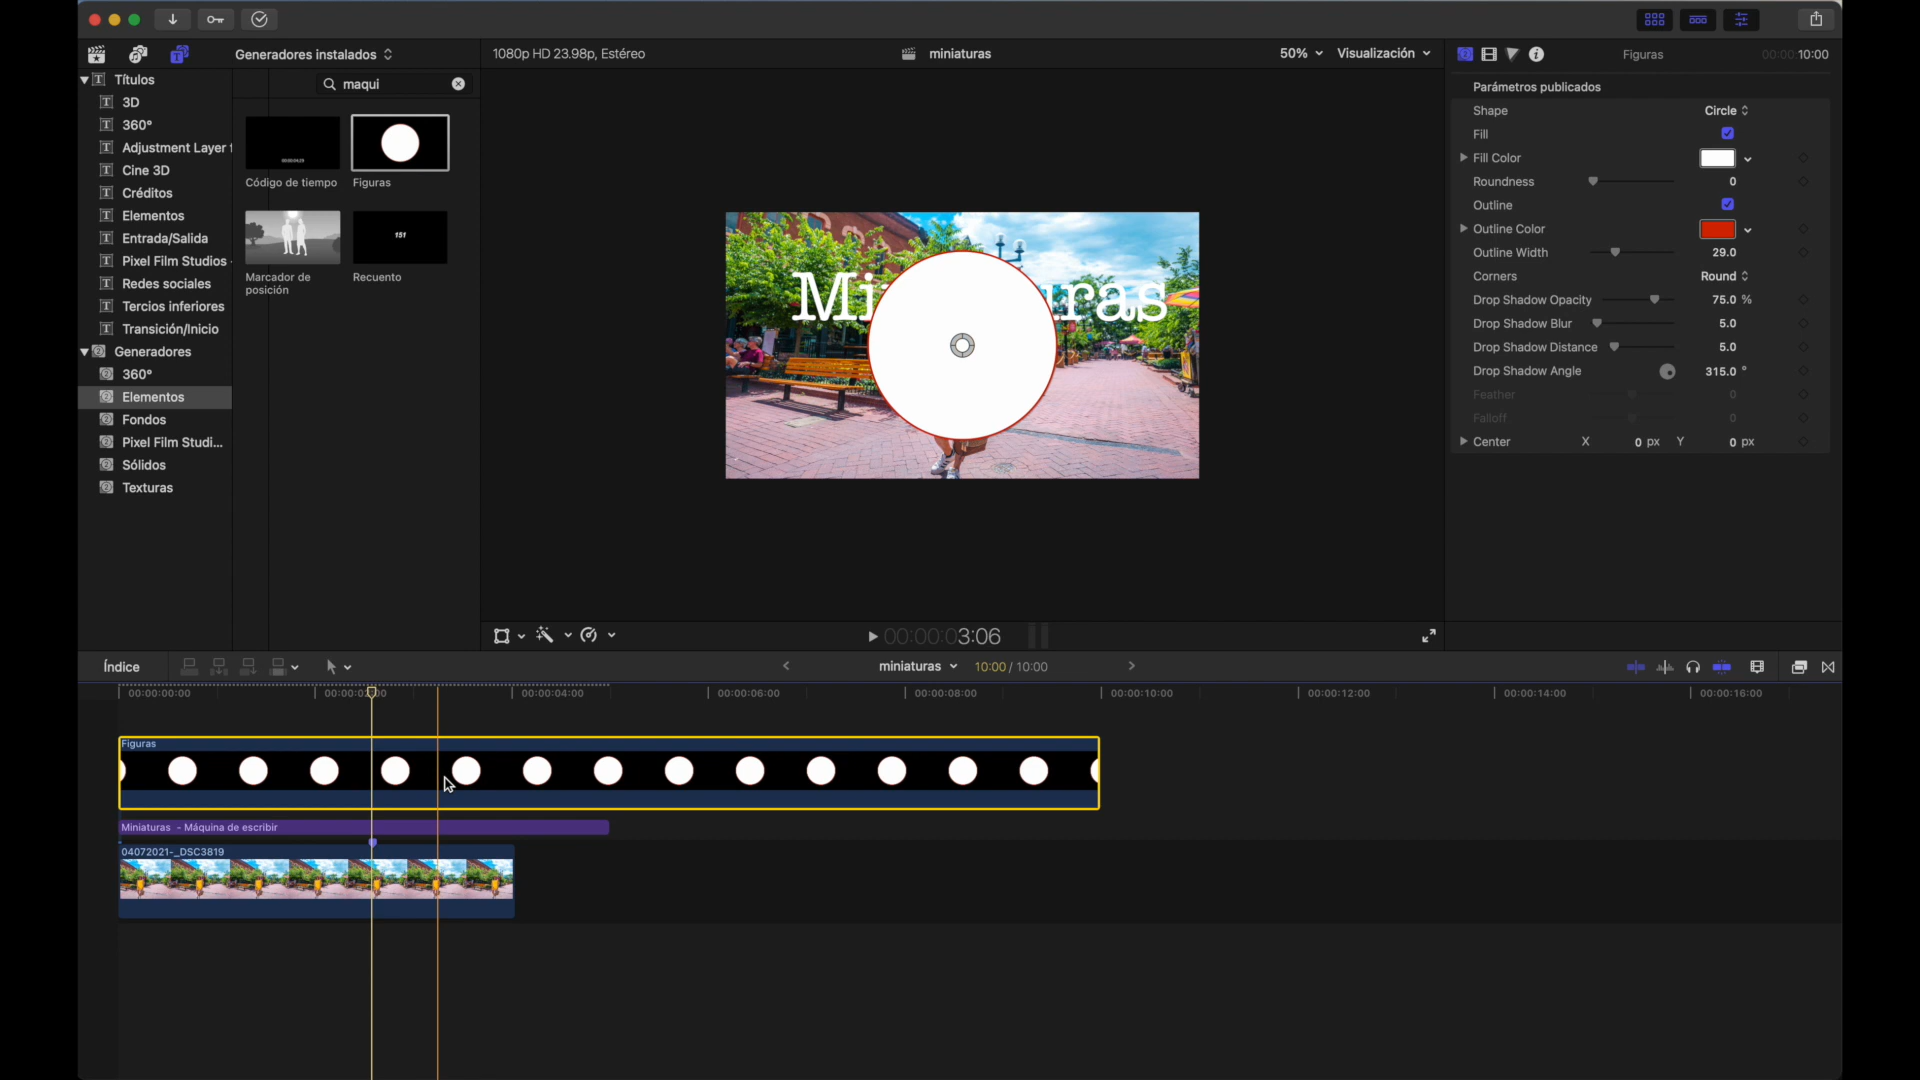 Generadores instalados
1080p HD 23.98p, Estéreo
miniaturas
50%
Visualización
Figuras
00:00:10:00
Títulos
3D
360°
Adjustment Layer
Cine 3D
Créditos
Elementos
Entrada/Salida
Pixel Film Studios
Redes sociales
Tercios inferiores
Transición/Inicio
Generadores
360°
Elementos
Fondos
Pixel Film Studi...
Sólidos
Texturas
maqui
Código de tiempo
Figuras
151
Marcador de
posición
Recuento
Mi uras
Parámetros publicados
Shape Circle
Fill
Fill Color
Roundness 0
Outline
Outline Color
Outline Width 29.0
Corners Round
Drop Shadow Opacity 75.0 %
Drop Shadow Blur 5.0
Drop Shadow Distance 5.0
Drop Shadow Angle 315.0 °
Feather 0
Falloff 0
Center X 0 px Y 0 px
00:00:03:06
Índice
miniaturas
10:00 / 10:00
00:00:00:00
00:00:02:00
00:00:04:00
00:00:06:00
00:00:08:00
00:00:10:00
00:00:12:00
00:00:14:00
00:00:16:00
Figuras
Miniaturas - Máquina de escribir
04072021-_DSC3819